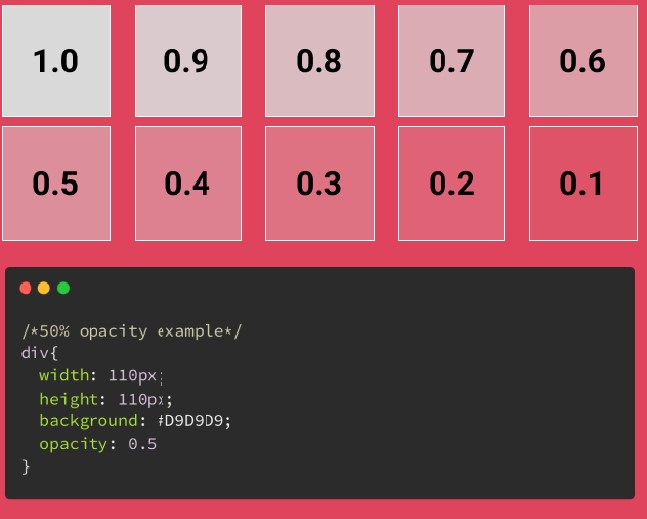 1.0 0.9 0.8 0.7 0.6
0.5 0.4 0.3 0.2 0.1
/*50% opacity example*/
div{
width: 110px;
height: 110px;
background: #D9D9D9;
opacity: 0.5
}